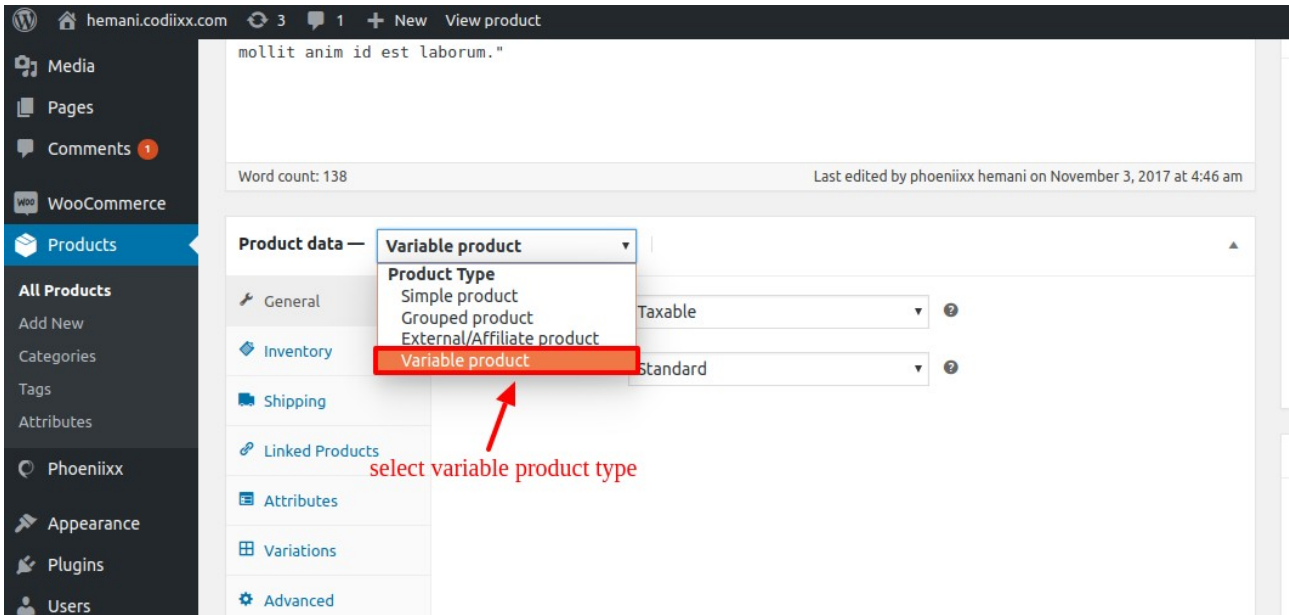 hemani.codiixx.com 3 1 New View product
Media
Pages
Comments 1
WooCommerce
Products
All Products
Add New
Categories
Tags
Attributes
Phoeniixx
Appearance
Plugins
Users
mollit anim id est laborum."
Word count: 138 Last edited by phoeniixx hemani on November 3, 2017 at 4:46 am
Product data — Variable product
Product Type
Simple product
Grouped product
External/Affiliate product
Variable product
General
Inventory
Shipping
Linked Products
Attributes
Variations
Advanced
Taxable
Standard
select variable product type